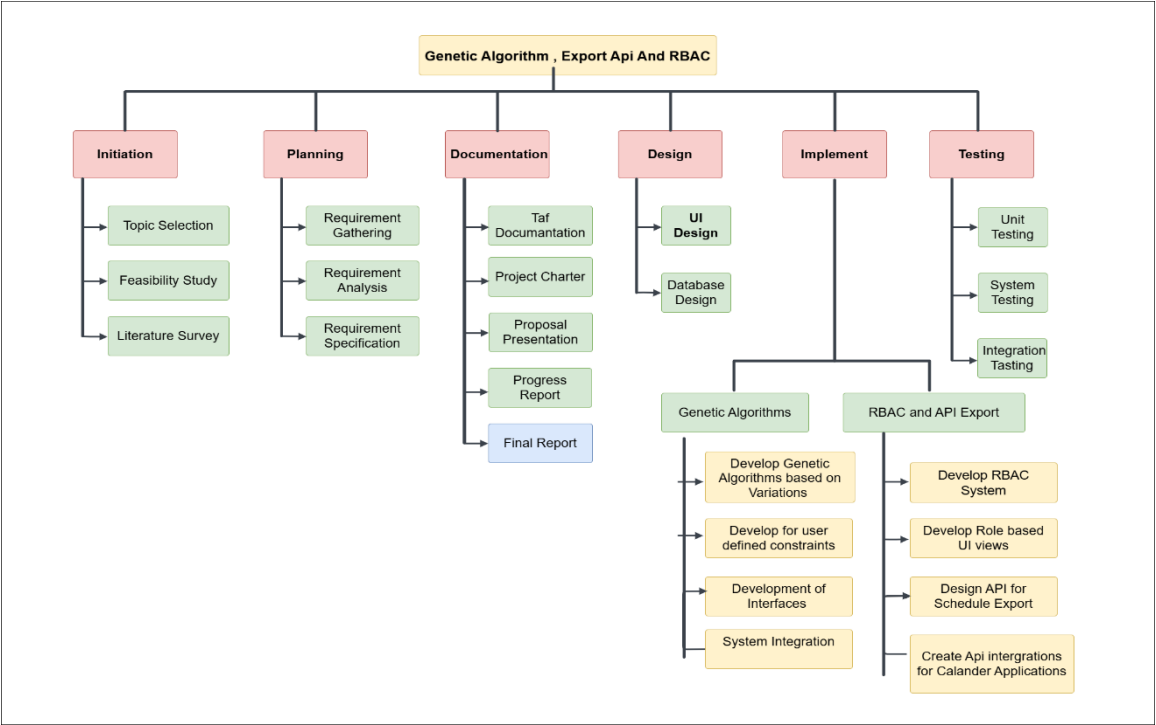 Genetic Algorithm , Export Api And RBAC
Initiation
Planning
Documentation
Design
Implement
Testing
Topic Selection
Feasibility Study
Literature Survey
Requirement
Gathering
Requirement
Analysis
Requirement
Specification
Taf
Documantation
Project Charter
Proposal
Presentation
Progress
Report
Final Report
UI
Design
Database
Design
Unit
Testing
System
Testing
Integration
Tasting
Genetic Algorithms
Develop Genetic
Algorithms based on
Variations
Develop for user
defined constraints
Development of
Interfaces
System Integration
RBAC and API Export
Develop RBAC
System
Develop Role based
UI views
Design API for
Schedule Export
Create Api intergrations
for Calander Applications